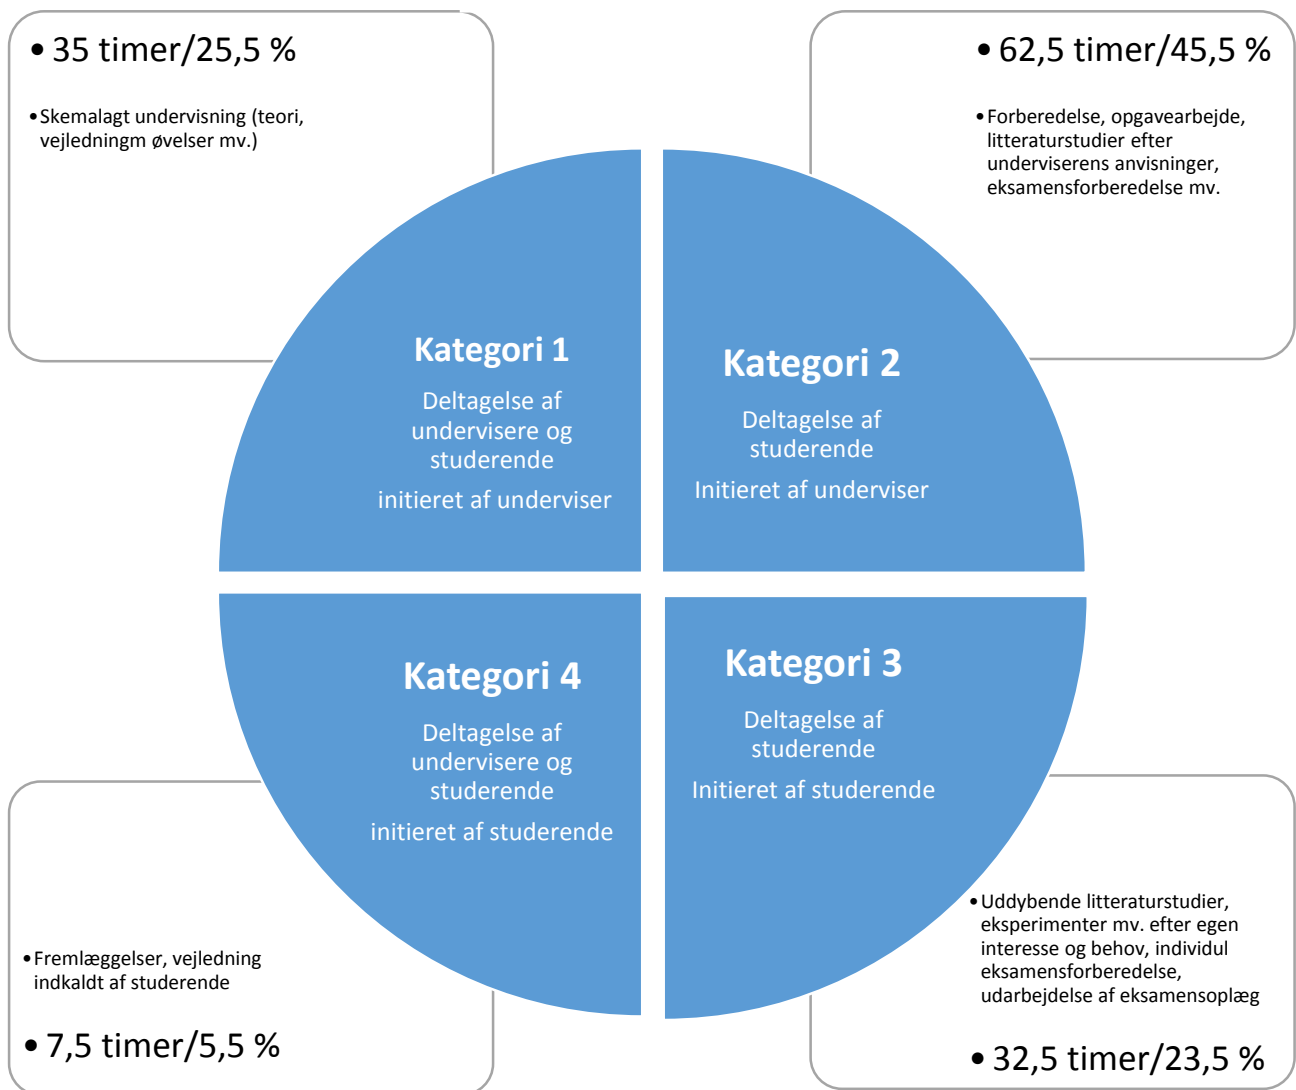 • 35 timer/25,5 %
• Skemalagt undervisning (teori,
vejledningm øvelser mv.)
• 62,5 timer/45,5 %
• Forberedelse, opgavearbejde,
litteraturstudier efter
underviserens anvisninger,
eksamensforberedelse mv.
Kategori 1
Deltagelse af
undervisere og
studerende
initieret af underviser
Kategori 2
Deltagelse af
studerende
Initieret af underviser
Kategori 4
Deltagelse af
undervisere og
studerende
initieret af studerende
Kategori 3
Deltagelse af
studerende
Initieret af studerende
• Fremlæggelser, vejledning
indkaldt af studerende
• 7,5 timer/5,5 %
• Uddybende litteraturstudier,
eksperimenter mv. efter egen
interesse og behov, individul
eksamensforberedelse,
udarbejdelse af eksamensoplæg
• 32,5 timer/23,5 %